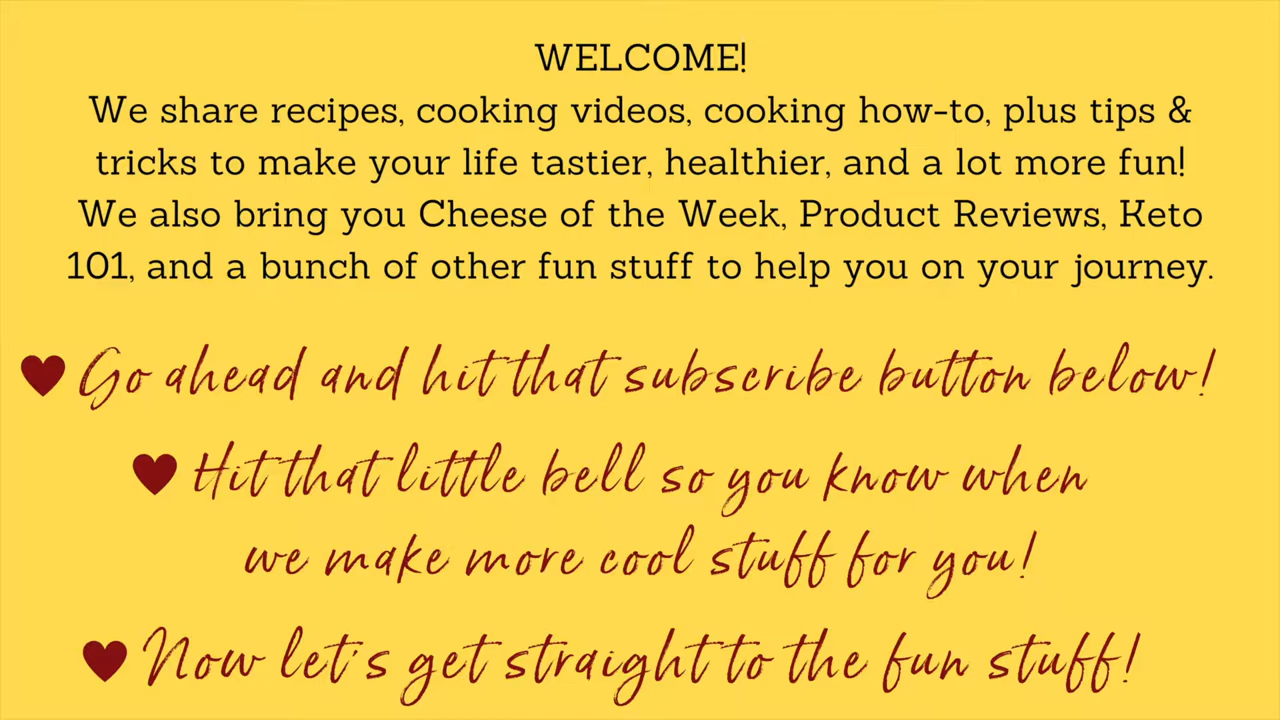 WELCOME!
We share recipes, cooking videos, cooking how-to, plus tips &
tricks to make your life tastier, healthier, and a lot more fun!
We also bring you Cheese of the Week, Product Reviews, Keto
101, and a bunch of other fun stuff to help you on your journey.
Go ahead and hit that subscribe button below!
Hit that little bell so you know when
we make more cool stuff for you!
Now let's get straight to the fun stuff!